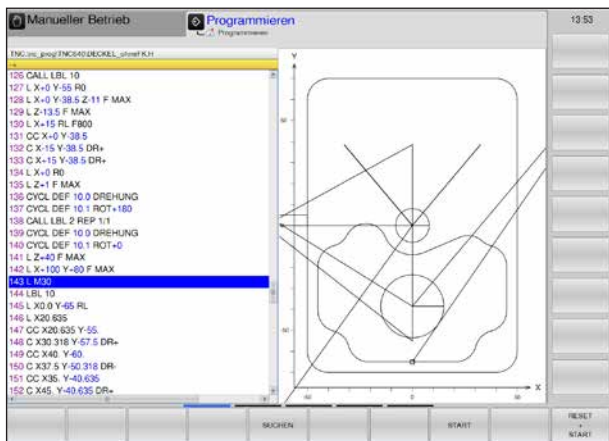 Manueller Betrieb
Programmieren
Programmieren
13:53
126 CALL LBL 10
127 L X+0 Y-55 R0
128 L X+0 Y-38.5 Z-11 F MAX
129 L Z-13.5 F MAX
130 L X+15 RL F800
131 CC X+0 Y-38.5
132 C X-15 Y-38.5 DR+
133 C X+15 Y-38.5 DR+
134 L X+0 R0
135 L Z+1 F MAX
136 CYCL DEF 10.0 DREHUNG
137 CYCL DEF 10.1 ROT+180
138 CALL LBL 2 REP 1/1
139 CYCL DEF 10.0 DREHUNG
140 CYCL DEF 10.1 ROT+0
141 L Z+40 F MAX
142 L X+100 Y+80 F MAX
143 L M30
144 LBL 10
145 L X0.0 Y-65 RL
146 L X20.635
147 CC X20.635 Y-55.
148 C X30.318 Y-57.5 DR+
149 CC X40. Y-60.
150 C X37.5 Y-50.318 DR-
151 CC X35. Y-40.635
152 C X45. Y-40.635 DR+
Y
X
0
SUCHEN
START
RESET
+
START